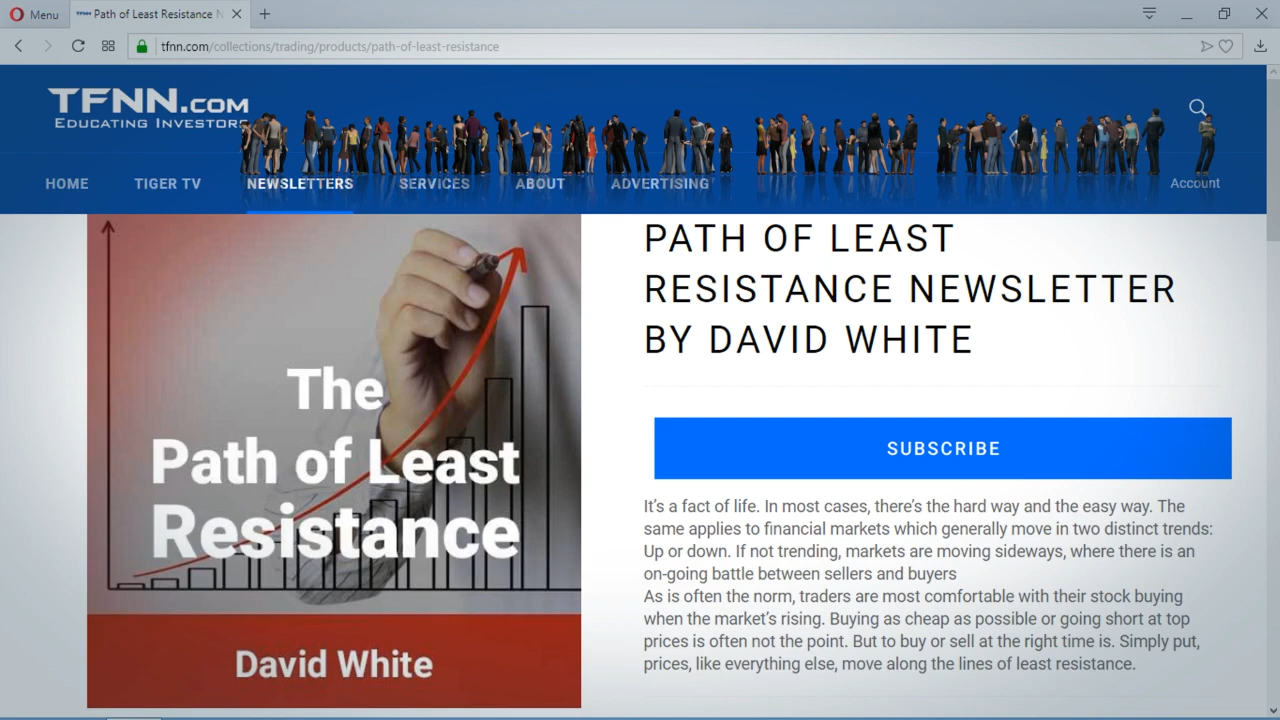 Menu
Path of Least Resistance N
tfnn.com/collections/trading/products/path-of-least-resistance
TFNN.COM
EDUCATING INVESTORS
HOME
TIGER TV
NEWSLETTERS
SERVICES
ABOUT
ADVERTISING
Account
The
Path of Least
Resistance
David White
PATH OF LEAST
RESISTANCE NEWSLETTER
BY DAVID WHITE
SUBSCRIBE
It’s a fact of life. In most cases, there’s the hard way and the easy way. The
same applies to financial markets which generally move in two distinct trends:
Up or down. If not trending, markets are moving sideways, where there is an
on-going battle between sellers and buyers
As is often the norm, traders are most comfortable with their stock buying
when the market’s rising. Buying as cheap as possible or going short at top
prices is often not the point. But to buy or sell at the right time is. Simply put,
prices, like everything else, move along the lines of least resistance.